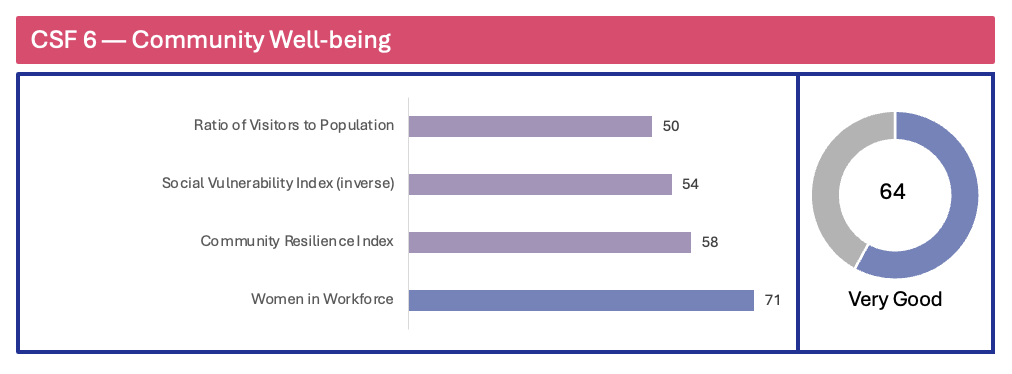 CSF 6 — Community Well-being
Ratio of Visitors to Population
50
Social Vulnerability Index (inverse)
54
Community Resilience Index
58
Women in Workforce
71
64
Very Good